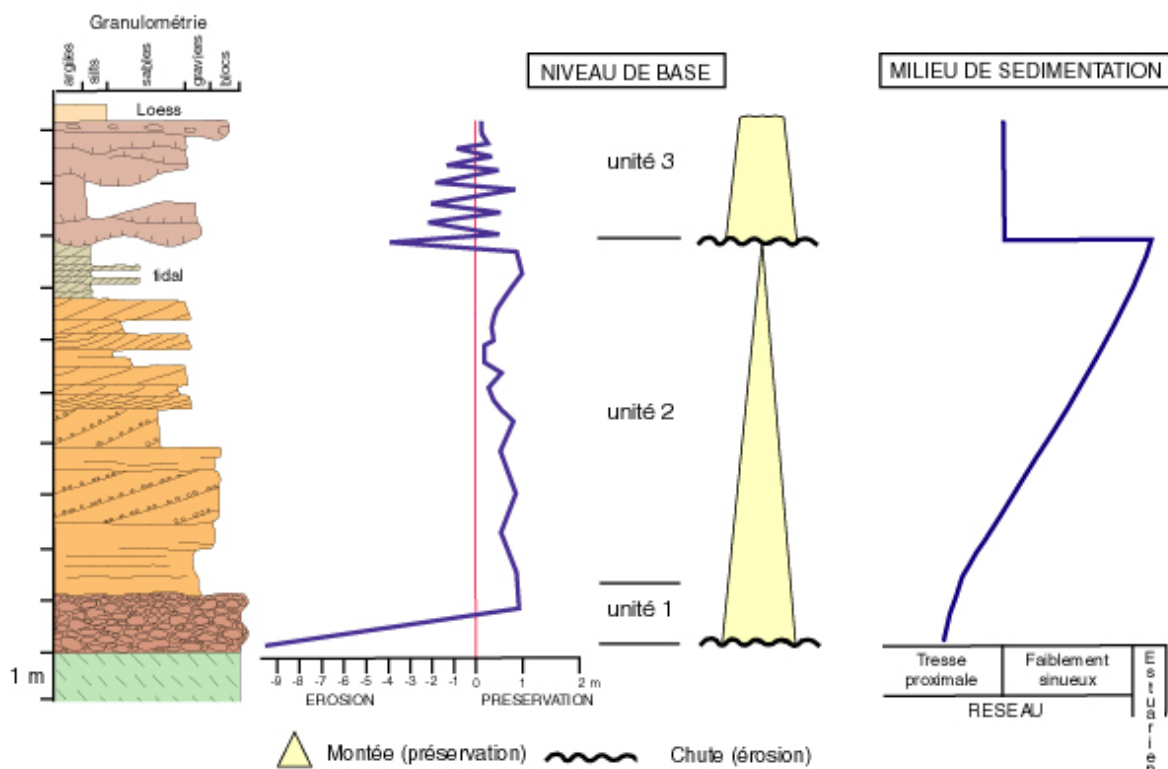 Granulométrie
argiles
silts
sables
graviers
blocs
Loess
tidal
1 m
NIVEAU DE BASE
unité 3
unité 2
unité 1
-9 -8 -7 -6 -5 -4 -3 -2 -1 0 1 2 m
EROSION PRESERVATION
MILIEU DE SEDIMENTATION
Tresse
proximale
Faiblement
sinueux
Estuarien
RESEAU
Montée (préservation) Chute (érosion)